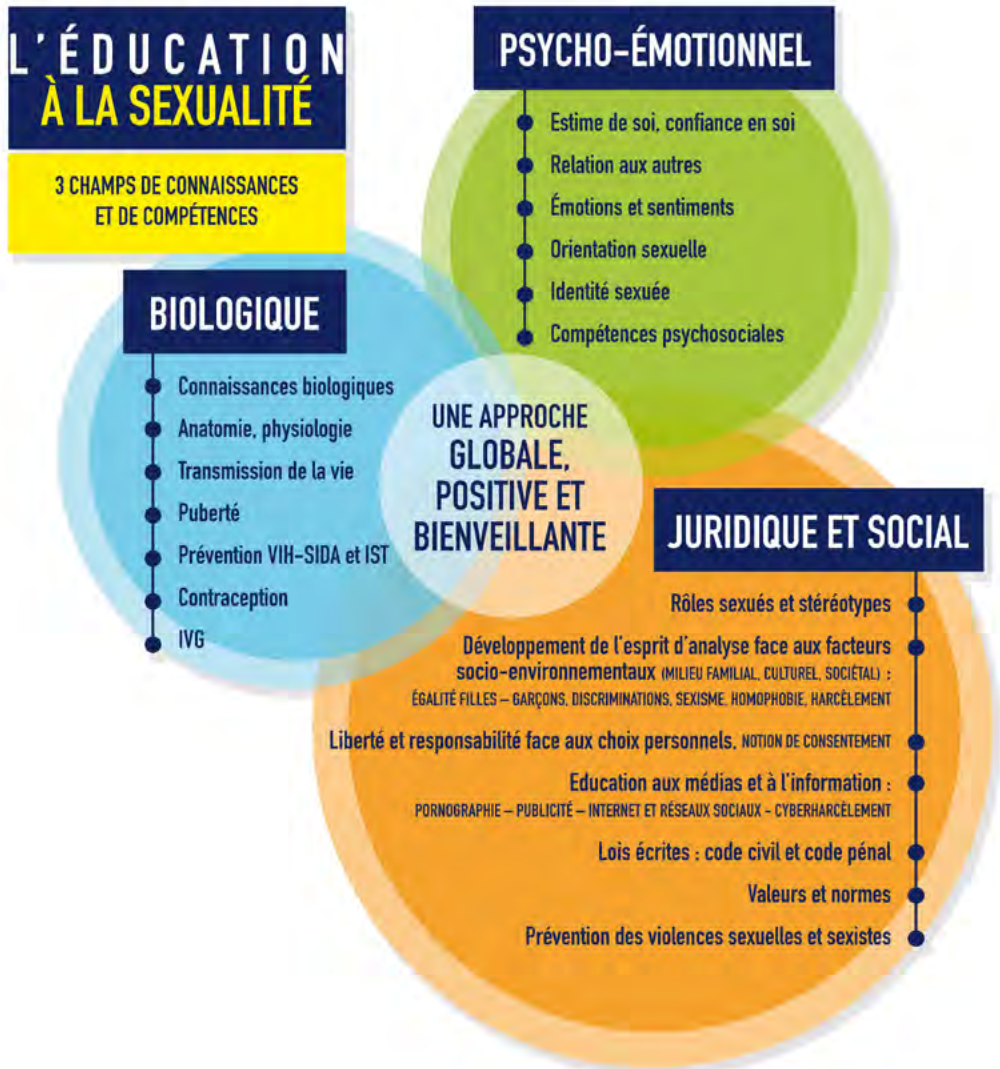 L'ÉDUCATION
À LA SEXUALITÉ
3 CHAMPS DE CONNAISSANCES
ET DE COMPÉTENCES
PSYCHO-ÉMOTIONNEL
Estime de soi, confiance en soi
Relation aux autres
Émotions et sentiments
Orientation sexuelle
Identité sexuée
Compétences psychosociales
BIOLOGIQUE
Connaissances biologiques
Anatomie, physiologie
Transmission de la vie
Puberté
Prévention VIH-SIDA et IST
Contraception
IVG
UNE APPROCHE
GLOBALE,
POSITIVE ET
BIENVEILLANTE
JURIDIQUE ET SOCIAL
Rôles sexués et stéréotypes
Développement de l'esprit d'analyse face aux facteurs
socio-environnementaux (MILIEU FAMILIAL, CULTUREL, SOCIÉTAL) :
ÉGALITÉ FILLES – GARÇONS, DISCRIMINATIONS, SEXISME, HOMOPHOBIE, HARCÈLEMENT
Liberté et responsabilité face aux choix personnels, NOTION DE CONSENTEMENT
Education aux médias et à l'information :
PORNOGRAPHIE – PUBLICITÉ – INTERNET ET RÉSEAUX SOCIAUX - CYBERHARCÈLEMENT
Lois écrites : code civil et code pénal
Valeurs et normes
Prévention des violences sexuelles et sexistes